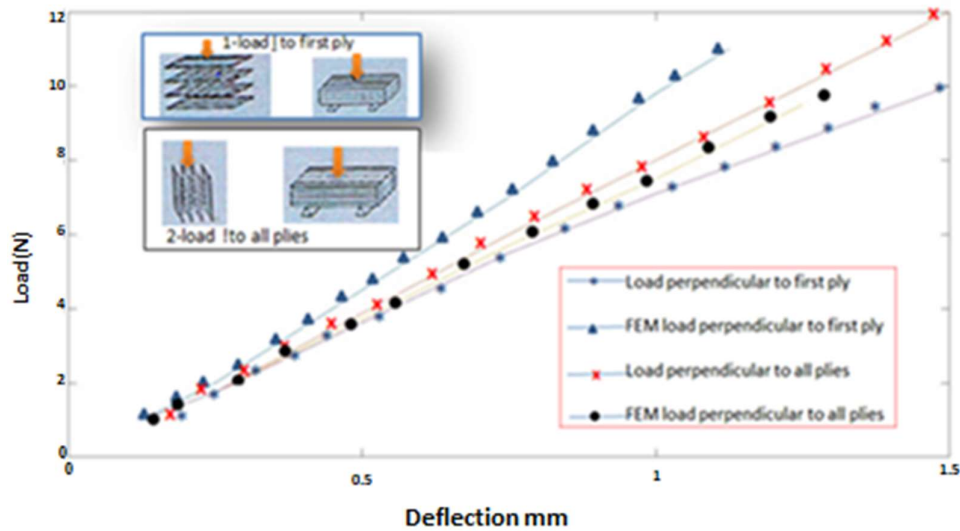 12
10
8
6
4
2
0
Load(N)
1-load ⌋ to first ply
2-load !to all plies
Load perpendicular to first ply
FEM load perpendicular to first ply
Load perpendicular to all plies
FEM load perpendicular to all plies
0
0.5
1
1.5
Deflection mm